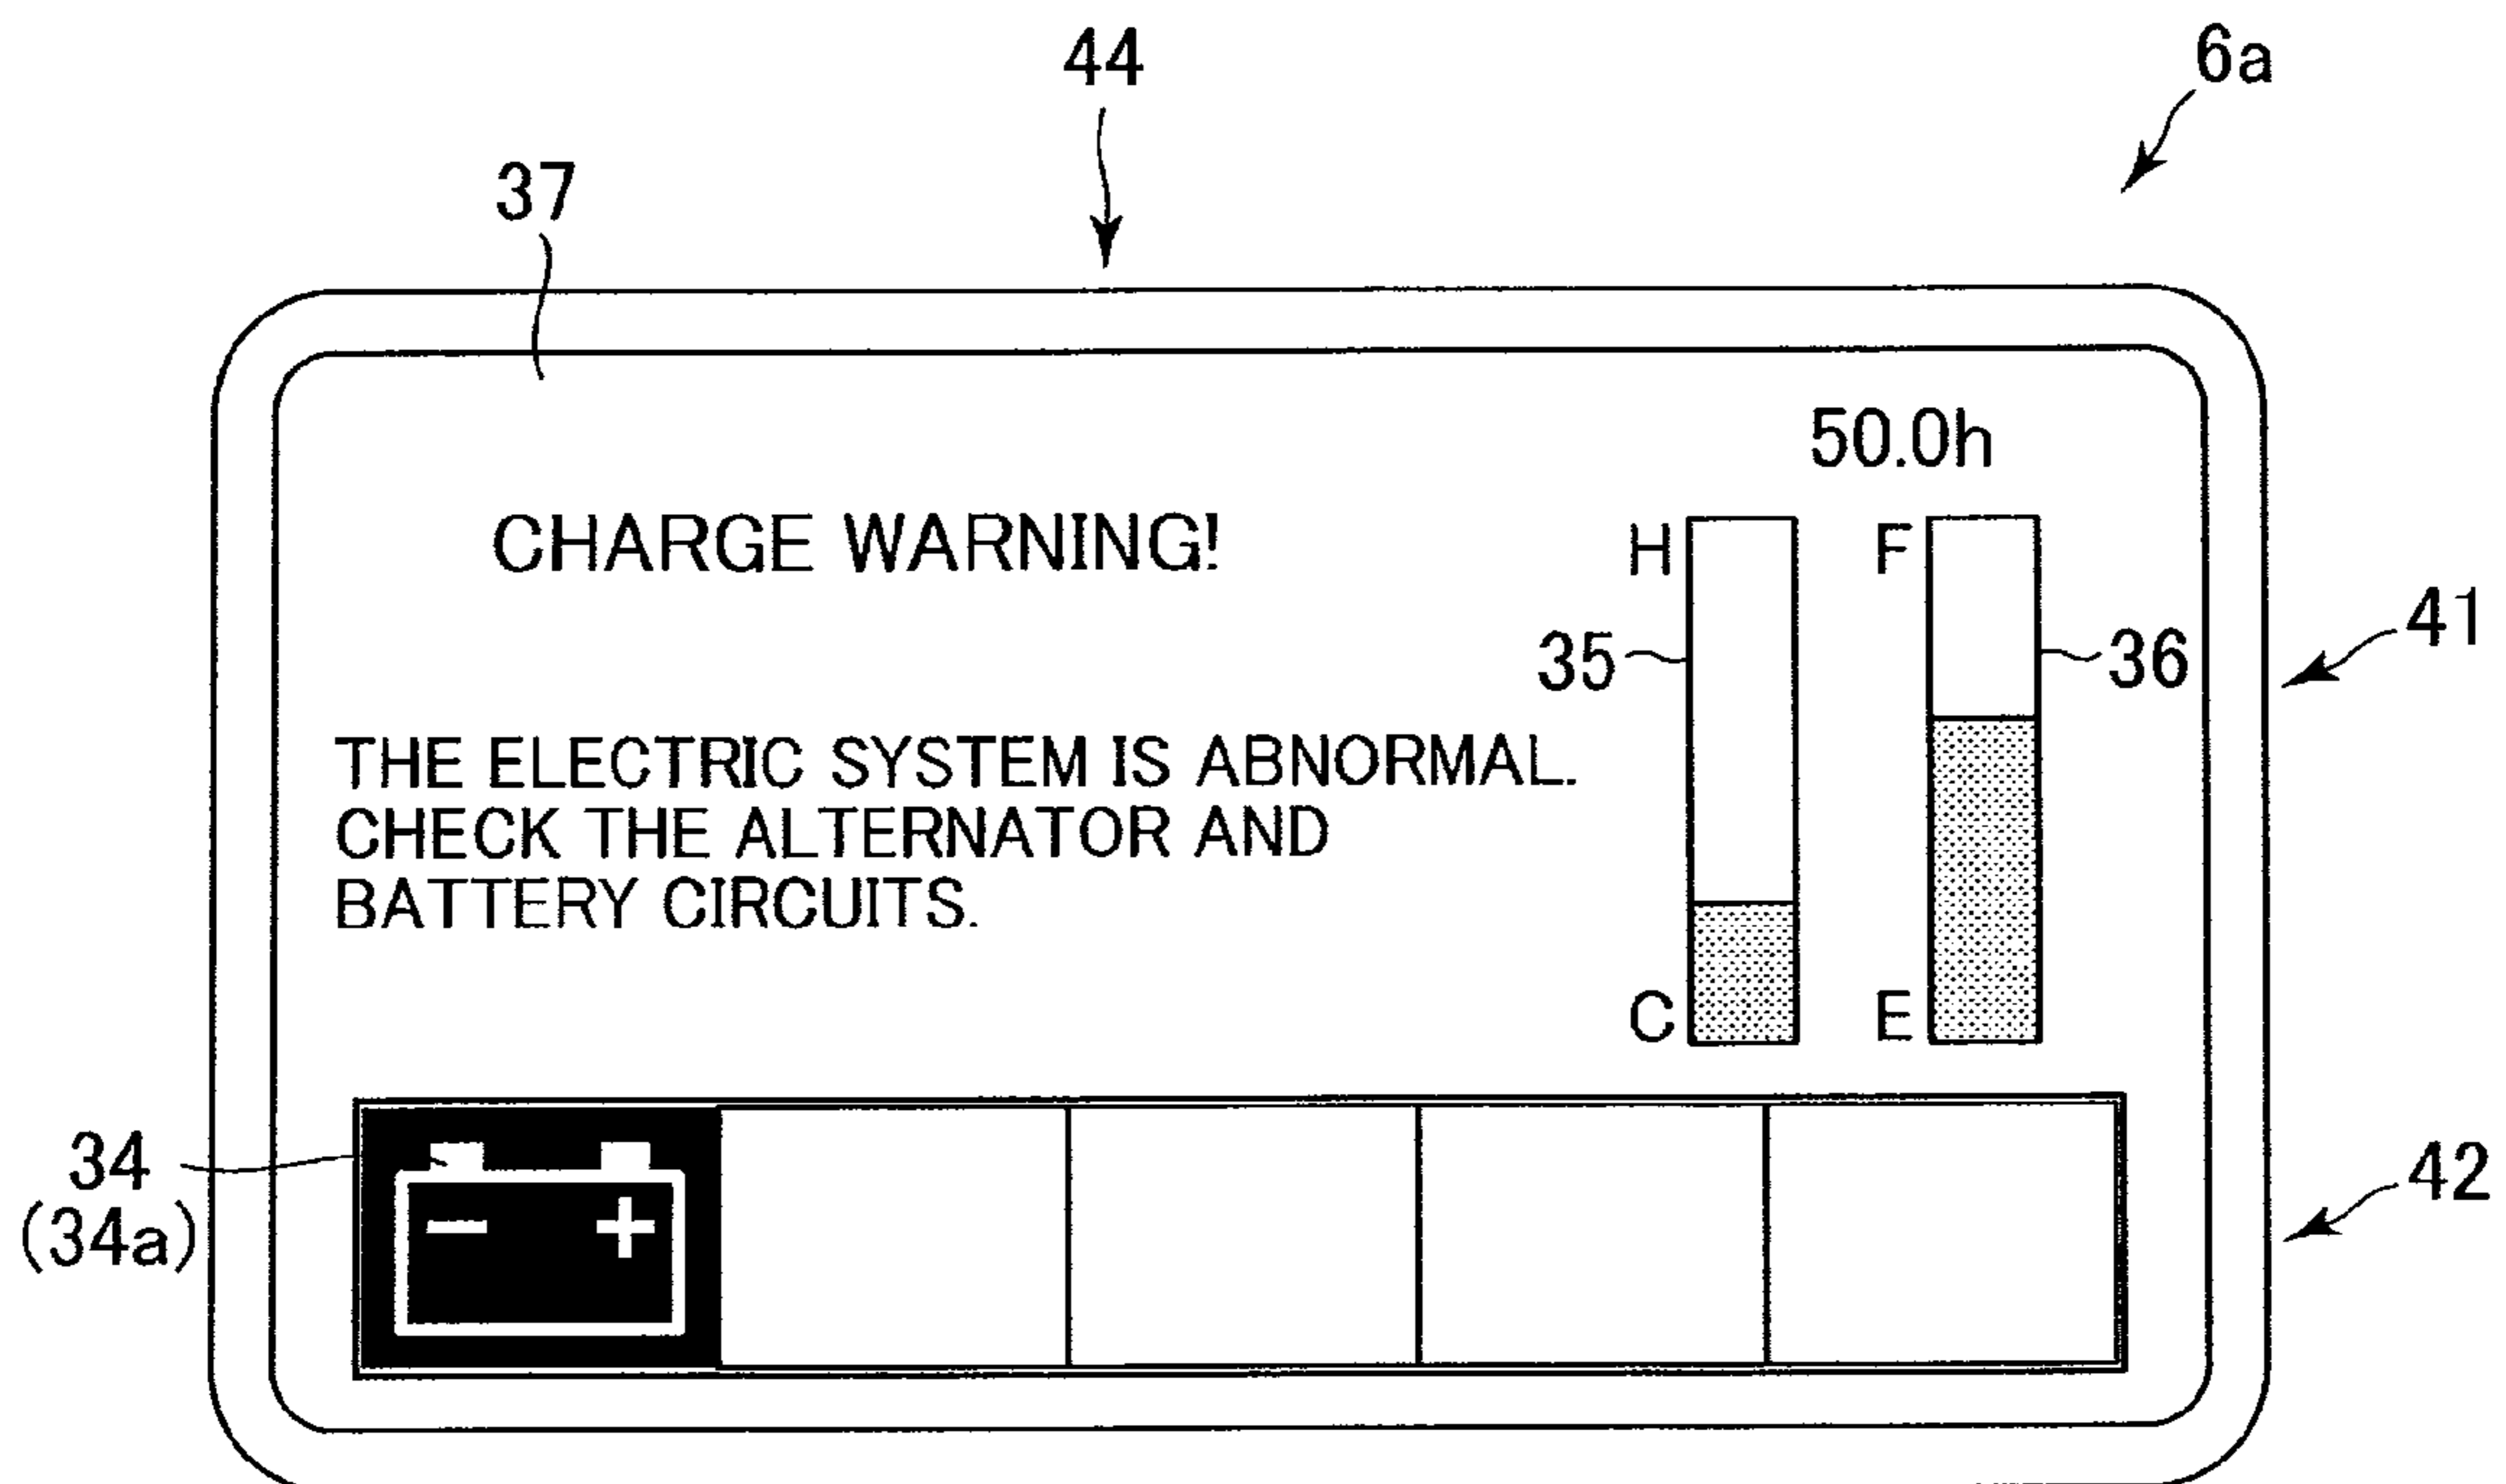 44
6a
37
50.0h
CHARGE WARNING!
H
F
35
36
41
THE ELECTRIC SYSTEM IS ABNORMAL.
CHECK THE ALTERNATOR AND
BATTERY CIRCUITS.
C
E
34
(34a)
− +
42